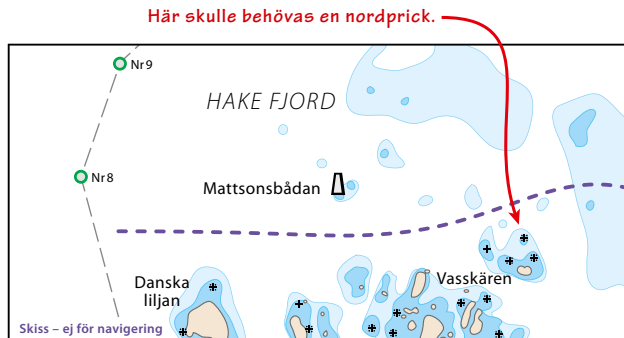 Här skulle behövas en nordprick.
Nr9
HAKE FJORD
Nr8
Mattsonsbådan
Danska
liljan
Vasskären
Skiss – ej för navigering